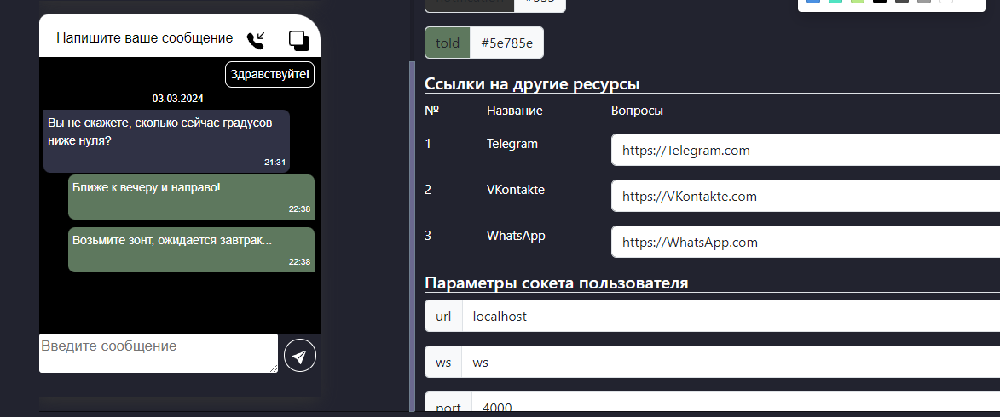 Напишите ваше сообщение
Здравствуйте!
03.03.2024
Вы не скажете, сколько сейчас градусов
ниже нуля?
21:31
Ближе к вечеру и направо!
22:38
Возьмите зонт, ожидается завтрак...
22:38
Введите сообщение
toId #5e785e
Ссылки на другие ресурсы
№ Название Вопросы
1 Telegram https://Telegram.com
2 VKontakte https://VKontakte.com
3 WhatsApp https://WhatsApp.com
Параметры сокета пользователя
url localhost
ws ws
port 4000